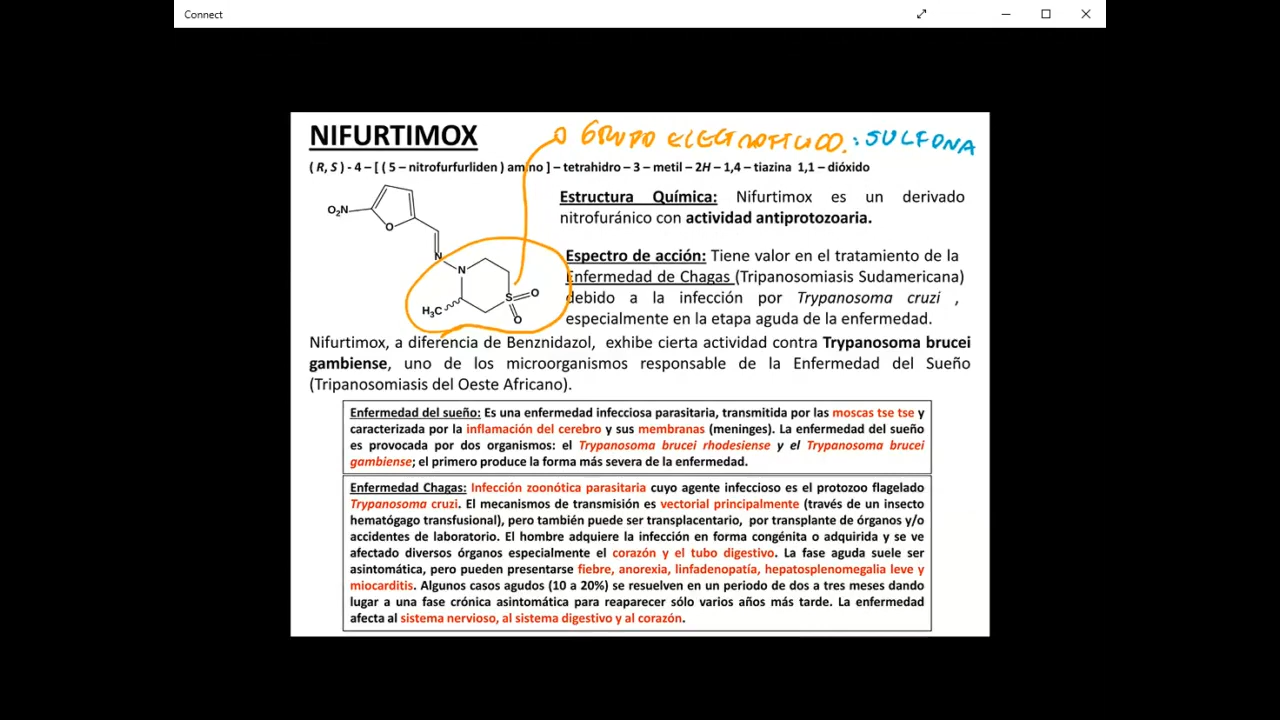 Connect
NIFURTIMOX
GRUPO ELECTROFILICO : SULFONA
( R, S ) - 4 – [ ( 5 – nitrofurfurliden ) amino ] – tetrahidro – 3 – metil – 2H – 1,4 – tiazina 1,1 – dióxido
O2N
O
N
N
H3C
S
O
O
Estructura Química: Nifurtimox es un derivado
nitrofuránico con actividad antiprotozoaria.
Espectro de acción: Tiene valor en el tratamiento de la
Enfermedad de Chagas (Tripanosomiasis Sudamericana)
debido a la infección por Trypanosoma cruzi ,
especialmente en la etapa aguda de la enfermedad.
Nifurtimox, a diferencia de Benznidazol, exhibe cierta actividad contra Trypanosoma brucei
gambiense, uno de los microorganismos responsable de la Enfermedad del Sueño
(Tripanosomiasis del Oeste Africano).
Enfermedad del sueño: Es una enfermedad infecciosa parasitaria, transmitida por las moscas tse tse y
caracterizada por la inflamación del cerebro y sus membranas (meninges). La enfermedad del sueño
es provocada por dos organismos: el Trypanosoma brucei rhodesiense y el Trypanosoma brucei
gambiense; el primero produce la forma más severa de la enfermedad.
Enfermedad Chagas: Infección zoonótica parasitaria cuyo agente infeccioso es el protozoo flagelado
Trypanosoma cruzi. El mecanismos de transmisión es vectorial principalmente (través de un insecto
hematógago transfusional), pero también puede ser transplacentario, por transplante de órganos y/o
accidentes de laboratorio. El hombre adquiere la infección en forma congénita o adquirida y se ve
afectado diversos órganos especialmente el corazón y el tubo digestivo. La fase aguda suele ser
asintomática, pero pueden presentarse fiebre, anorexia, linfadenopatía, hepatosplenomegalia leve y
miocarditis. Algunos casos agudos (10 a 20%) se resuelven en un periodo de dos a tres meses dando
lugar a una fase crónica asintomática para reaparecer sólo varios años más tarde. La enfermedad
afecta al sistema nervioso, al sistema digestivo y al corazón.